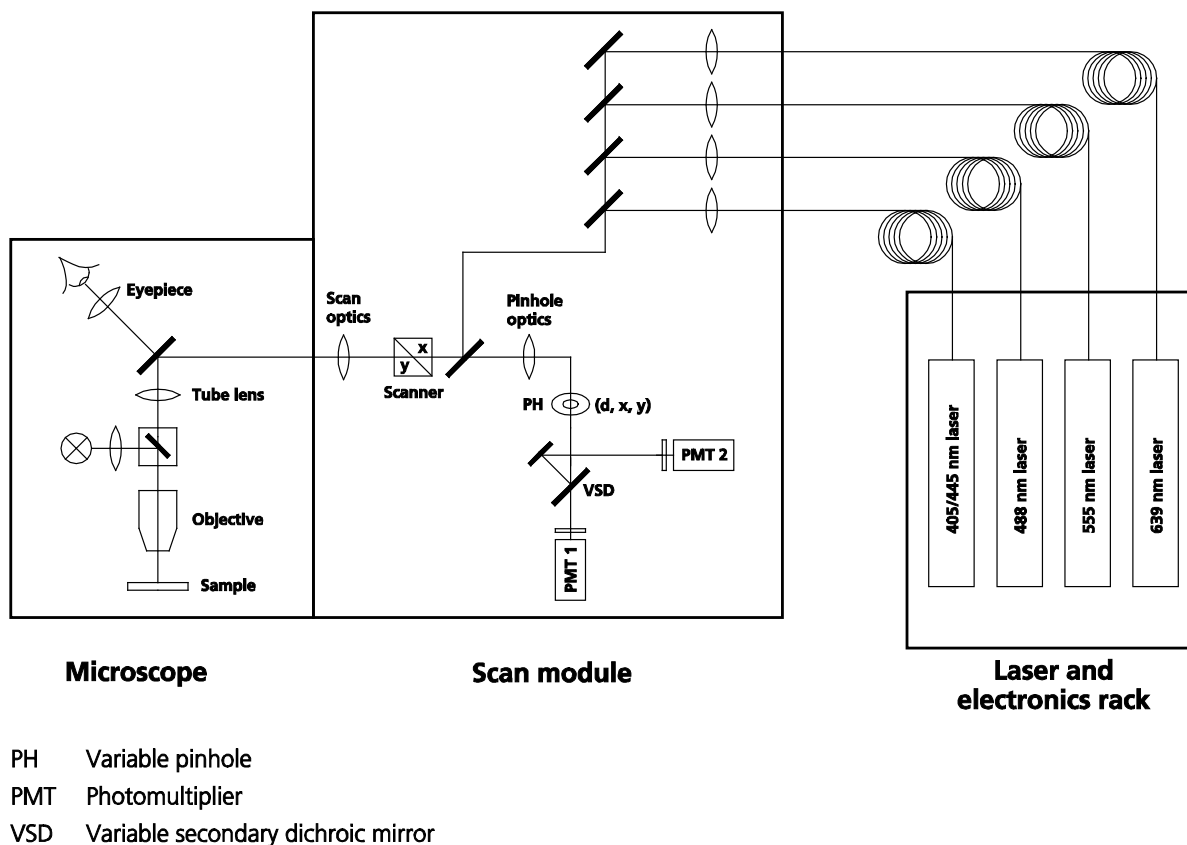 Eyepiece
Scan
optics
Pinhole
optics
x
y
Scanner
Tube lens
PH
(d, x, y)
PMT 2
VSD
Objective
PMT 1
Sample
405/445 nm laser
488 nm laser
555 nm laser
639 nm laser
Microscope
Scan module
Laser and
electronics rack
PH Variable pinhole
PMT Photomultiplier
VSD Variable secondary dichroic mirror